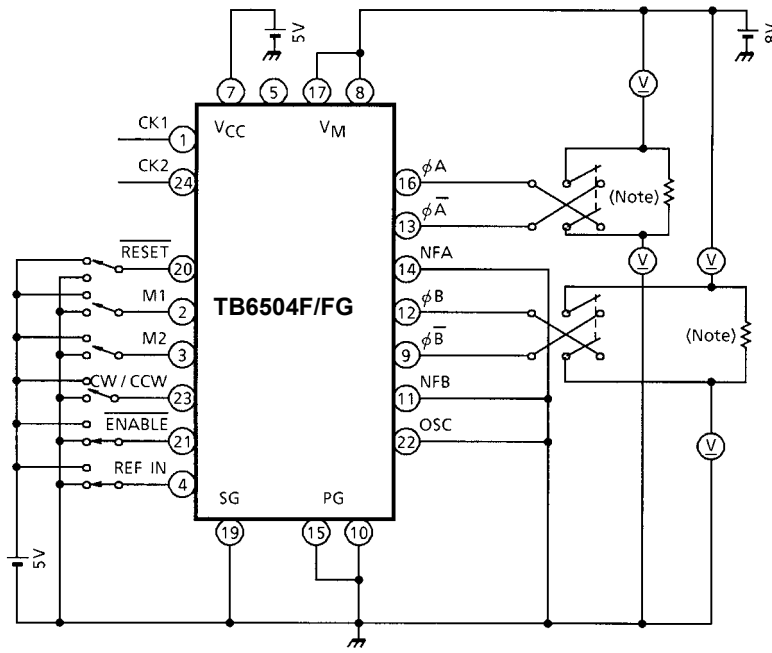 5V
8V
7
5
17
8
V
VCC
VM
CK1
1
CK2
24
16
φA
(Note)
13
φA̅
V
V
R̅E̅S̅E̅T̅
20
14
NFA
M1
2
TB6504F/FG
12
φB
M2
3
9
φB̅
(Note)
CW / CCW
23
11
NFB
E̅N̅A̅B̅L̅E̅
21
22
OSC
V
REF IN
4
SG
PG
19
15
10
5V